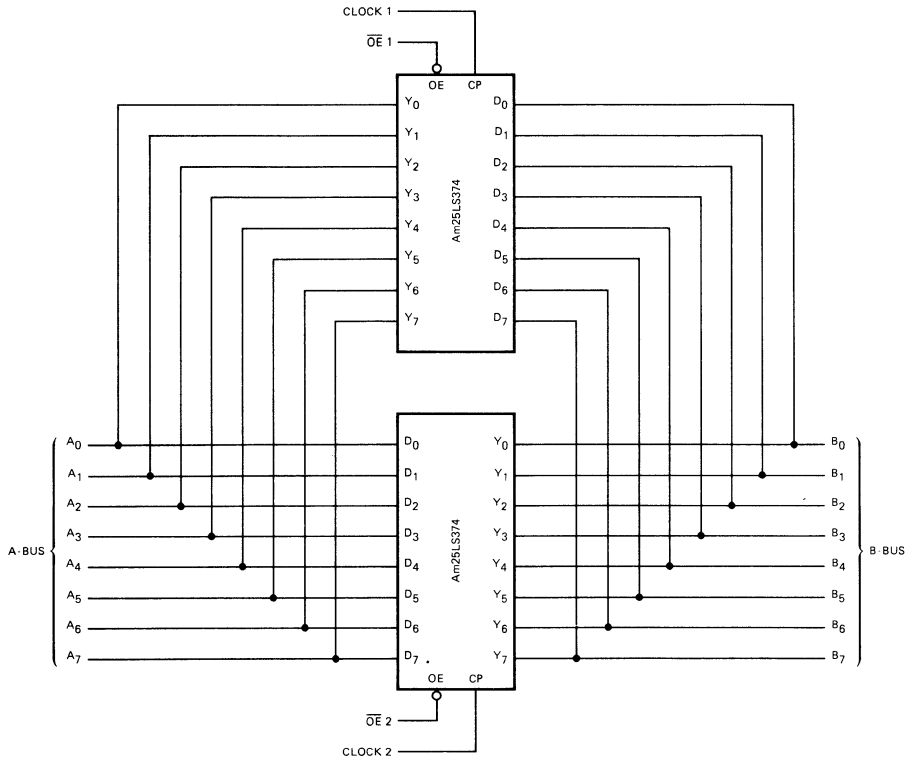 CLOCK 1
O̅E̅ 1
OE CP
Y0 D0
Y1 D1
Y2 D2
Y3 D3
Y4 D4
Y5 D5
Y6 D6
Y7 D7
Am25LS374
A0 D0 Y0 B0
A1 D1 Y1 B1
A2 D2 Y2 B2
A3 D3 Y3 B3
A4 D4 Y4 B4
A5 D5 Y5 B5
A6 D6 Y6 B6
A7 D7 Y7 B7
A-BUS
Am25LS374
B-BUS
OE CP
O̅E̅ 2
CLOCK 2